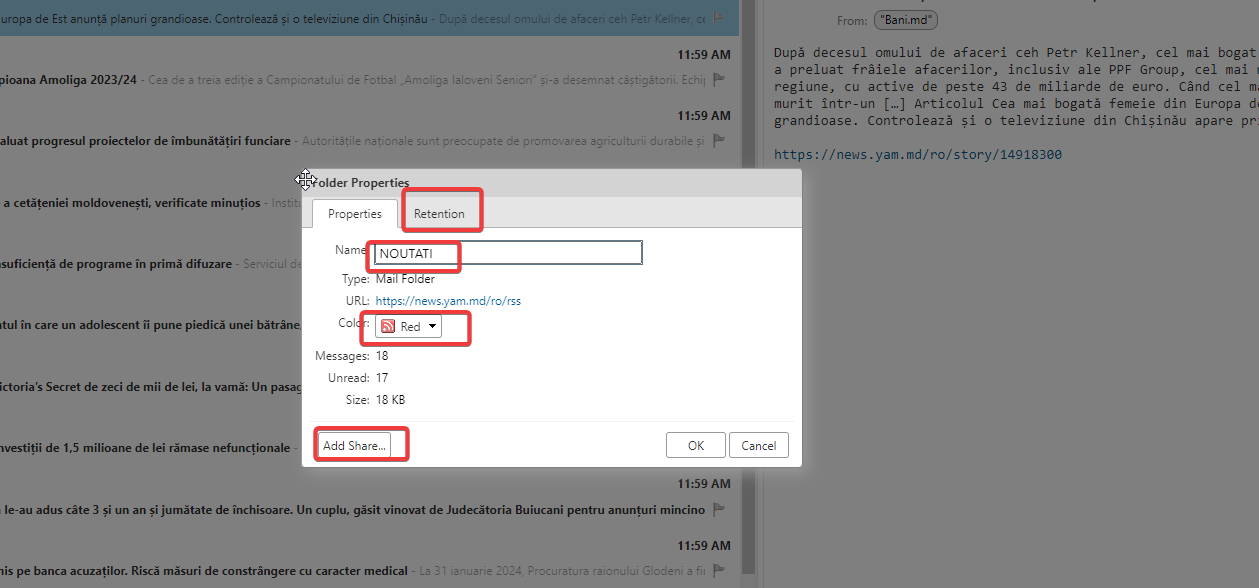 uropa de Est anunță planuri grandioase. Controlează și o televiziune din Chișinău - După decesul omului de afaceri ceh Petr Kellner, ce
11:59 AM
pioana Amoliga 2023/24 - Cea de a treia ediție a Campionatului de Fotbal „Amoliga Ialoveni Seniori” și-a desemnat câștigătorii. Echip
11:59 AM
aluat progresul proiectelor de îmbunătățiri funciare - Autoritățile naționale sunt preocupate de promovarea agriculturii durabile și
a cetățeniei moldovenești, verificate minuțios - Institu
nsuficiență de programe în primă difuzare - Serviciul de
ntul în care un adolescent îi pune piedică unei bătrâne,
ictoria's Secret de zeci de mii de lei, la vamă: Un pasag
nvestiții de 1,5 milioane de lei rămase nefuncționale -
11:59 AM
le-au adus câte 3 și un an și jumătate de închisoare. Un cuplu, găsit vinovat de Judecătoria Buiucani pentru anunțuri mincino
11:59 AM
nis pe banca acuzaților. Riscă măsuri de constrângere cu caracter medical - La 31 ianuarie 2024, Procuratura raionului Glodeni a fin
From: "Bani.md"
După decesul omului de afaceri ceh Petr Kellner, cel mai bogat
a preluat frâiele afacerilor, inclusiv ale PPF Group, cel mai
regiune, cu active de peste 43 de miliarde de euro. Când cel ma
murit într-un […] Articolul Cea mai bogată femeie din Europa de
grandioase. Controlează și o televiziune din Chișinău apare pri
https://news.yam.md/ro/story/14918300
Folder Properties
Properties Retention
Name: NOUTATI
Type: Mail Folder
URL: https://news.yam.md/ro/rss
Color: Red
Messages: 18
Unread: 17
Size: 18 KB
Add Share... OK Cancel